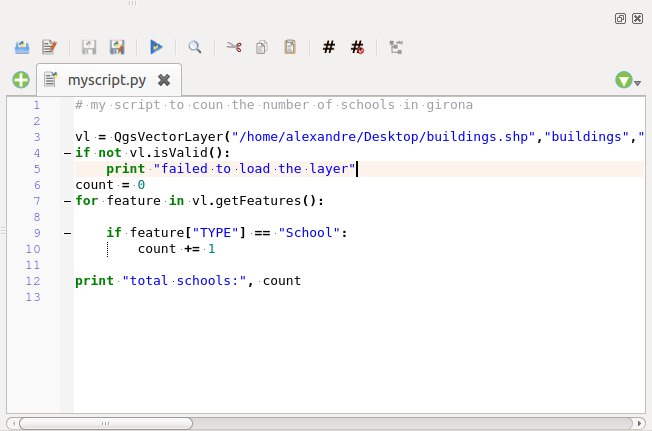 # #
myscript.py
1 # my script to coun the number of schools in girona
2
3 vl = QgsVectorLayer("/home/alexandre/Desktop/buildings.shp","buildings","
4 if not vl.isValid():
5     print "failed to load the layer"
6 count = 0
7 for feature in vl.getFeatures():
8
9     if feature["TYPE"] == "School":
10         count += 1
11
12 print "total schools:", count
13